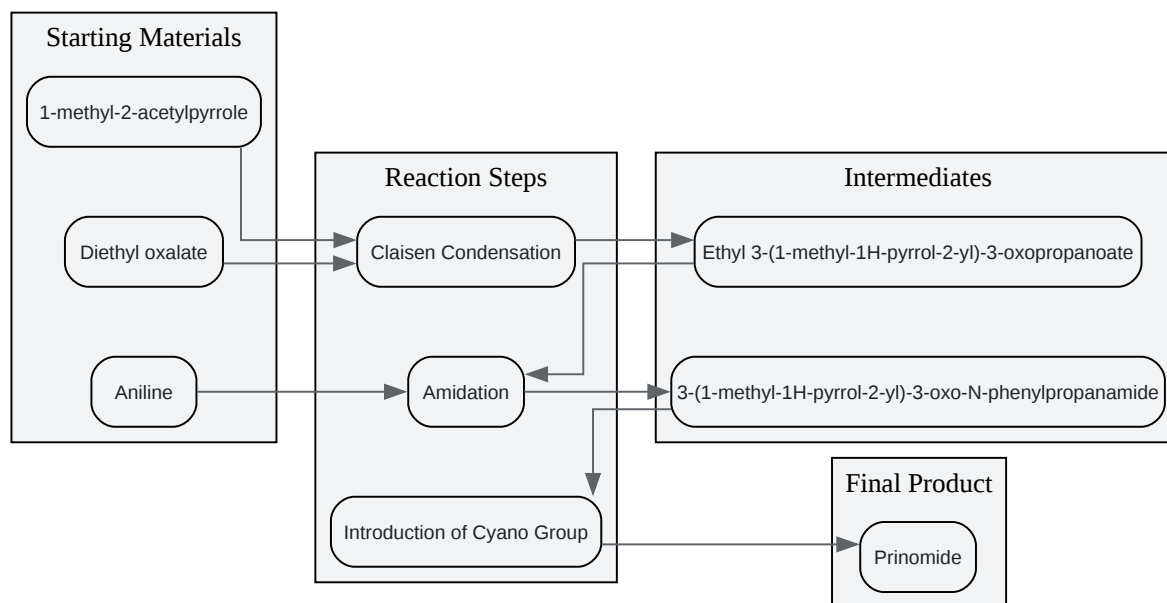 Starting Materials
1-methyl-2-acetylpyrrole
Diethyl oxalate
Aniline
Reaction Steps
Claisen Condensation
Amidation
Introduction of Cyano Group
Intermediates
Ethyl 3-(1-methyl-1H-pyrrol-2-yl)-3-oxopropanoate
3-(1-methyl-1H-pyrrol-2-yl)-3-oxo-N-phenylpropanamide
Final Product
Prinomide